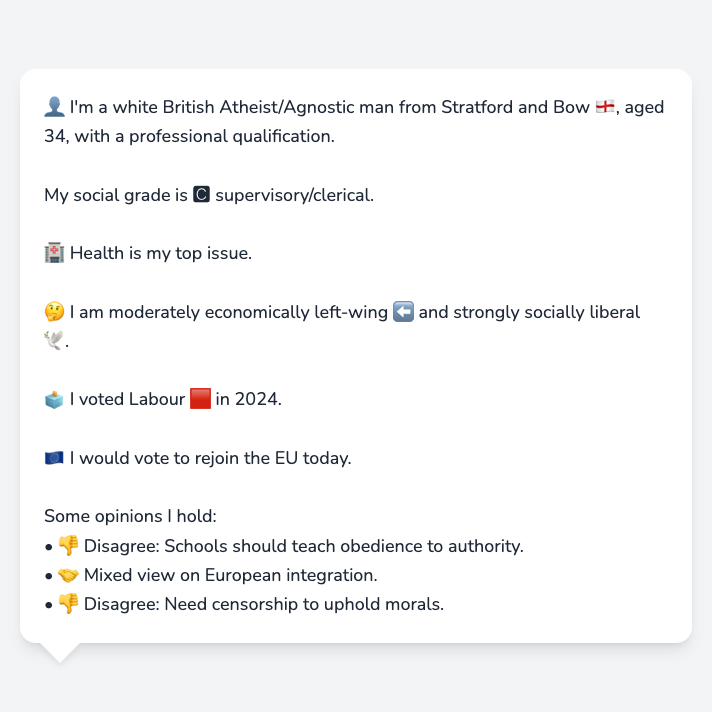 👤 I'm a white British Atheist/Agnostic man from Stratford and Bow 🏴󠁧󠁢󠁥󠁮󠁧󠁿, aged
34, with a professional qualification.
My social grade is 🅲 supervisory/clerical.
🏥 Health is my top issue.
🤔 I am moderately economically left-wing ⬅️ and strongly socially liberal
🕊️.
🗳️ I voted Labour 🟥 in 2024.
🇪🇺 I would vote to rejoin the EU today.
Some opinions I hold:
• 👎 Disagree: Schools should teach obedience to authority.
• 🤝 Mixed view on European integration.
• 👎 Disagree: Need censorship to uphold morals.